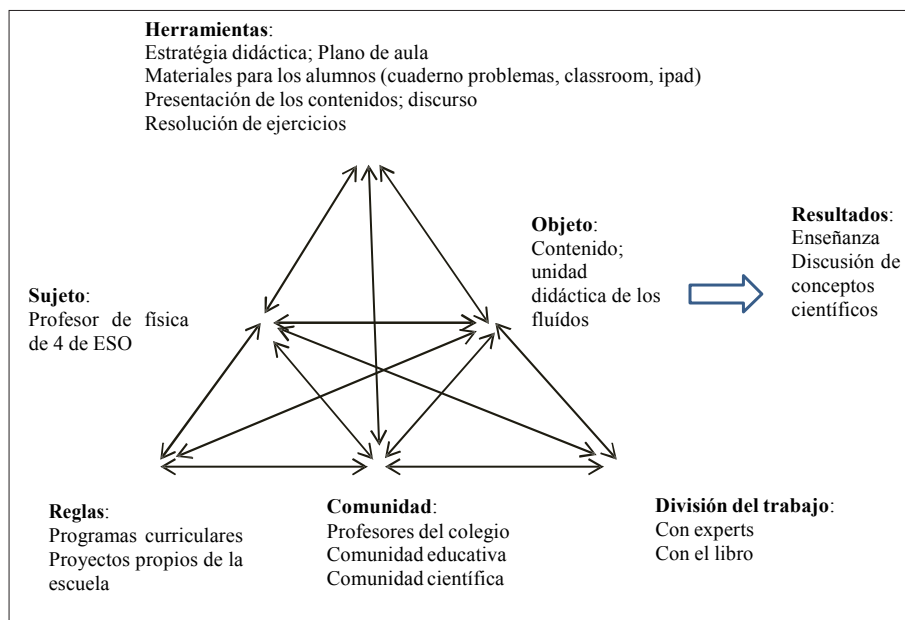 Herramientas:
Estratégia didáctica; Plano de aula
Materiales para los alumnos (cuaderno problemas, classroom, ipad)
Presentación de los contenidos; discurso
Resolución de ejercicios
Objeto:
Contenido;
unidad
didáctica de los
fluídos
Resultados:
Enseñanza
Discusión de
conceptos
científicos
Sujeto:
Profesor de física
de 4 de ESO
Reglas:
Programas curriculares
Proyectos propios de la
escuela
Comunidad:
Profesores del colegio
Comunidad educativa
Comunidad científica
División del trabajo:
Con experts
Con el libro